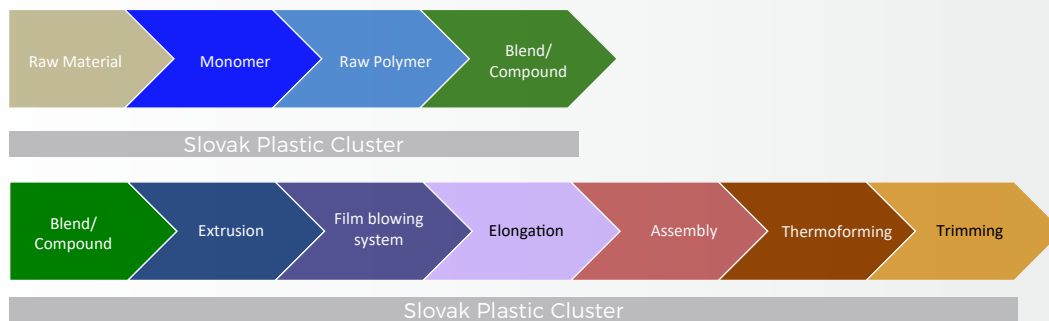 Raw Material
Monomer
Raw Polymer
Blend/
Compound
Slovak Plastic Cluster
Blend/
Compound
Extrusion
Film blowing
system
Elongation
Assembly
Thermoforming
Trimming
Slovak Plastic Cluster